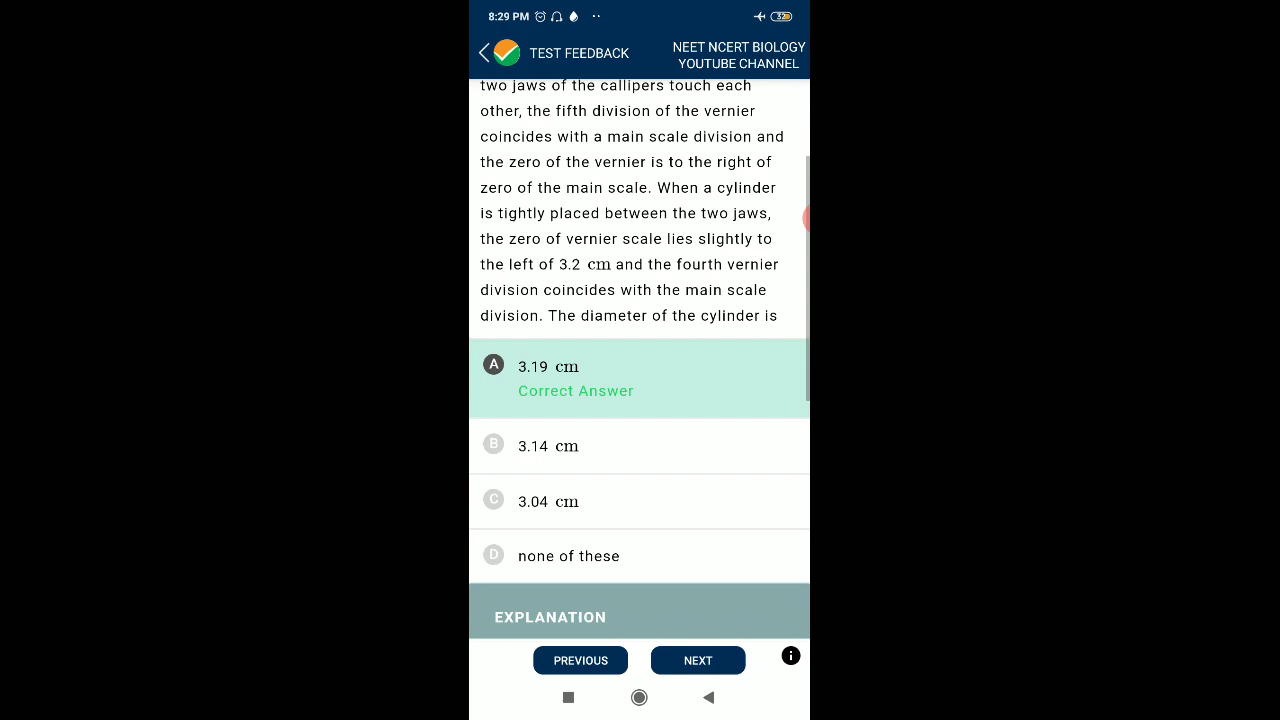 8:29 PM
32
TEST FEEDBACK
NEET NCERT BIOLOGY
YOUTUBE CHANNEL
two jaws of the callipers touch each
other, the fifth division of the vernier
coincides with a main scale division and
the zero of the vernier is to the right of
zero of the main scale. When a cylinder
is tightly placed between the two jaws,
the zero of vernier scale lies slightly to
the left of 3.2 cm and the fourth vernier
division coincides with the main scale
division. The diameter of the cylinder is
A 3.19 cm
Correct Answer
B 3.14 cm
C 3.04 cm
D none of these
EXPLANATION
PREVIOUS NEXT